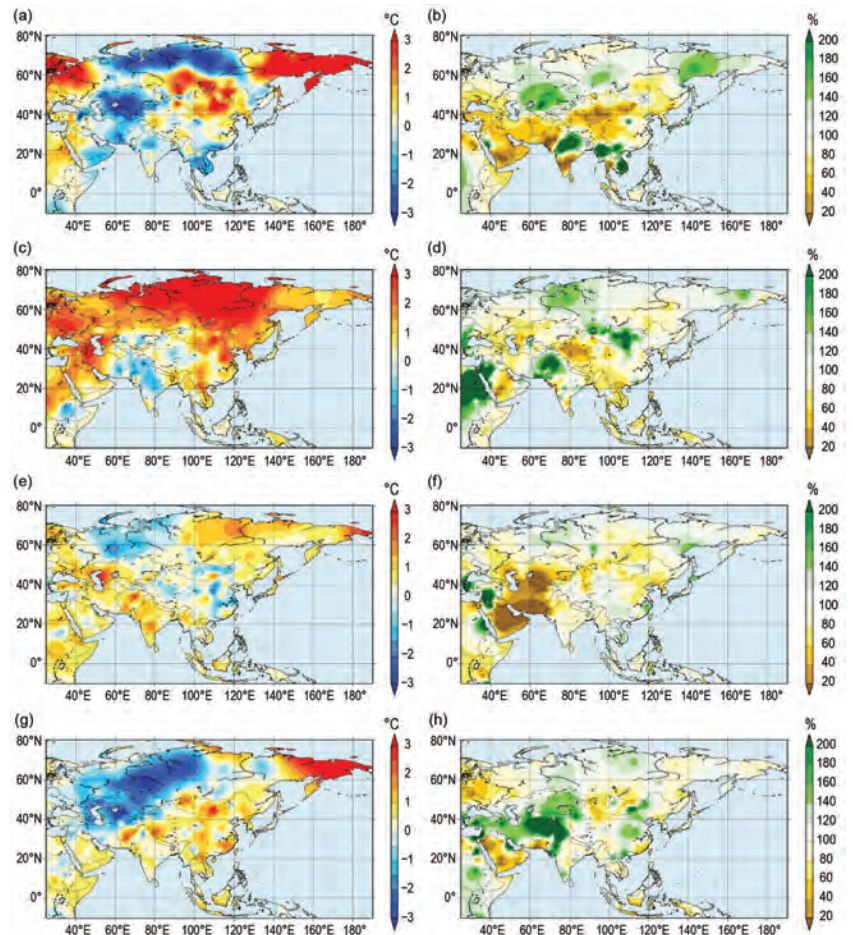 (a) °C (b) %
80°N 3 80°N 200
60°N 2 60°N 180
160
40°N 1 40°N 140
0 120
20°N -1 20°N 100
80
0° -2 0° 60
-3 40
20
40°E 60°E 80°E 100°E 120°E 140°E 160°E 180° 40°E 60°E 80°E 100°E 120°E 140°E 160°E 180°
(c) °C (d) %
80°N 3 80°N 200
60°N 2 60°N 180
160
40°N 1 40°N 140
0 120
20°N -1 20°N 100
80
0° -2 0° 60
-3 40
20
40°E 60°E 80°E 100°E 120°E 140°E 160°E 180° 40°E 60°E 80°E 100°E 120°E 140°E 160°E 180°
(e) °C (f) %
80°N 3 80°N 200
60°N 2 60°N 180
160
40°N 1 40°N 140
0 120
20°N -1 20°N 100
80
0° -2 0° 60
-3 40
20
40°E 60°E 80°E 100°E 120°E 140°E 160°E 180° 40°E 60°E 80°E 100°E 120°E 140°E 160°E 180°
(g) °C (h) %
80°N 3 80°N 200
60°N 2 60°N 180
160
40°N 1 40°N 140
0 120
20°N -1 20°N 100
80
0° -2 0° 60
-3 40
20
40°E 60°E 80°E 100°E 120°E 140°E 160°E 180° 40°E 60°E 80°E 100°E 120°E 140°E 160°E 180°